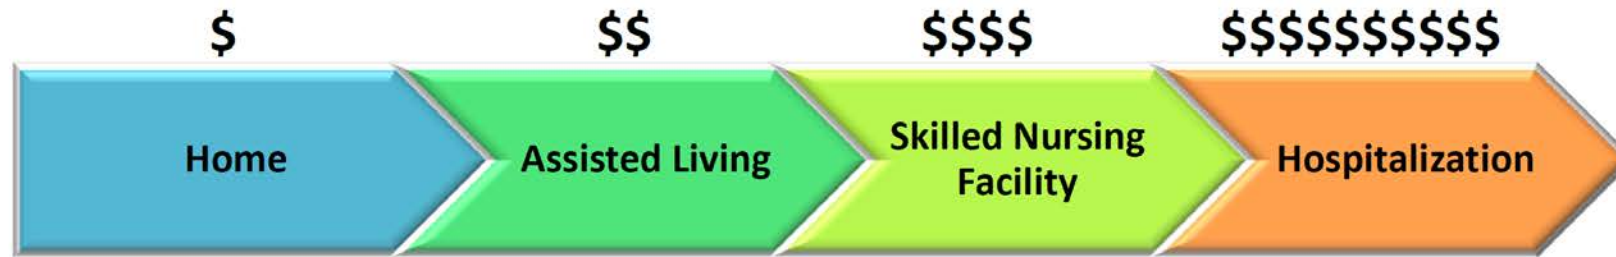 $
$$
$$$$
$$$$$$$$$$
Home
Assisted Living
Skilled Nursing
Facility
Hospitalization